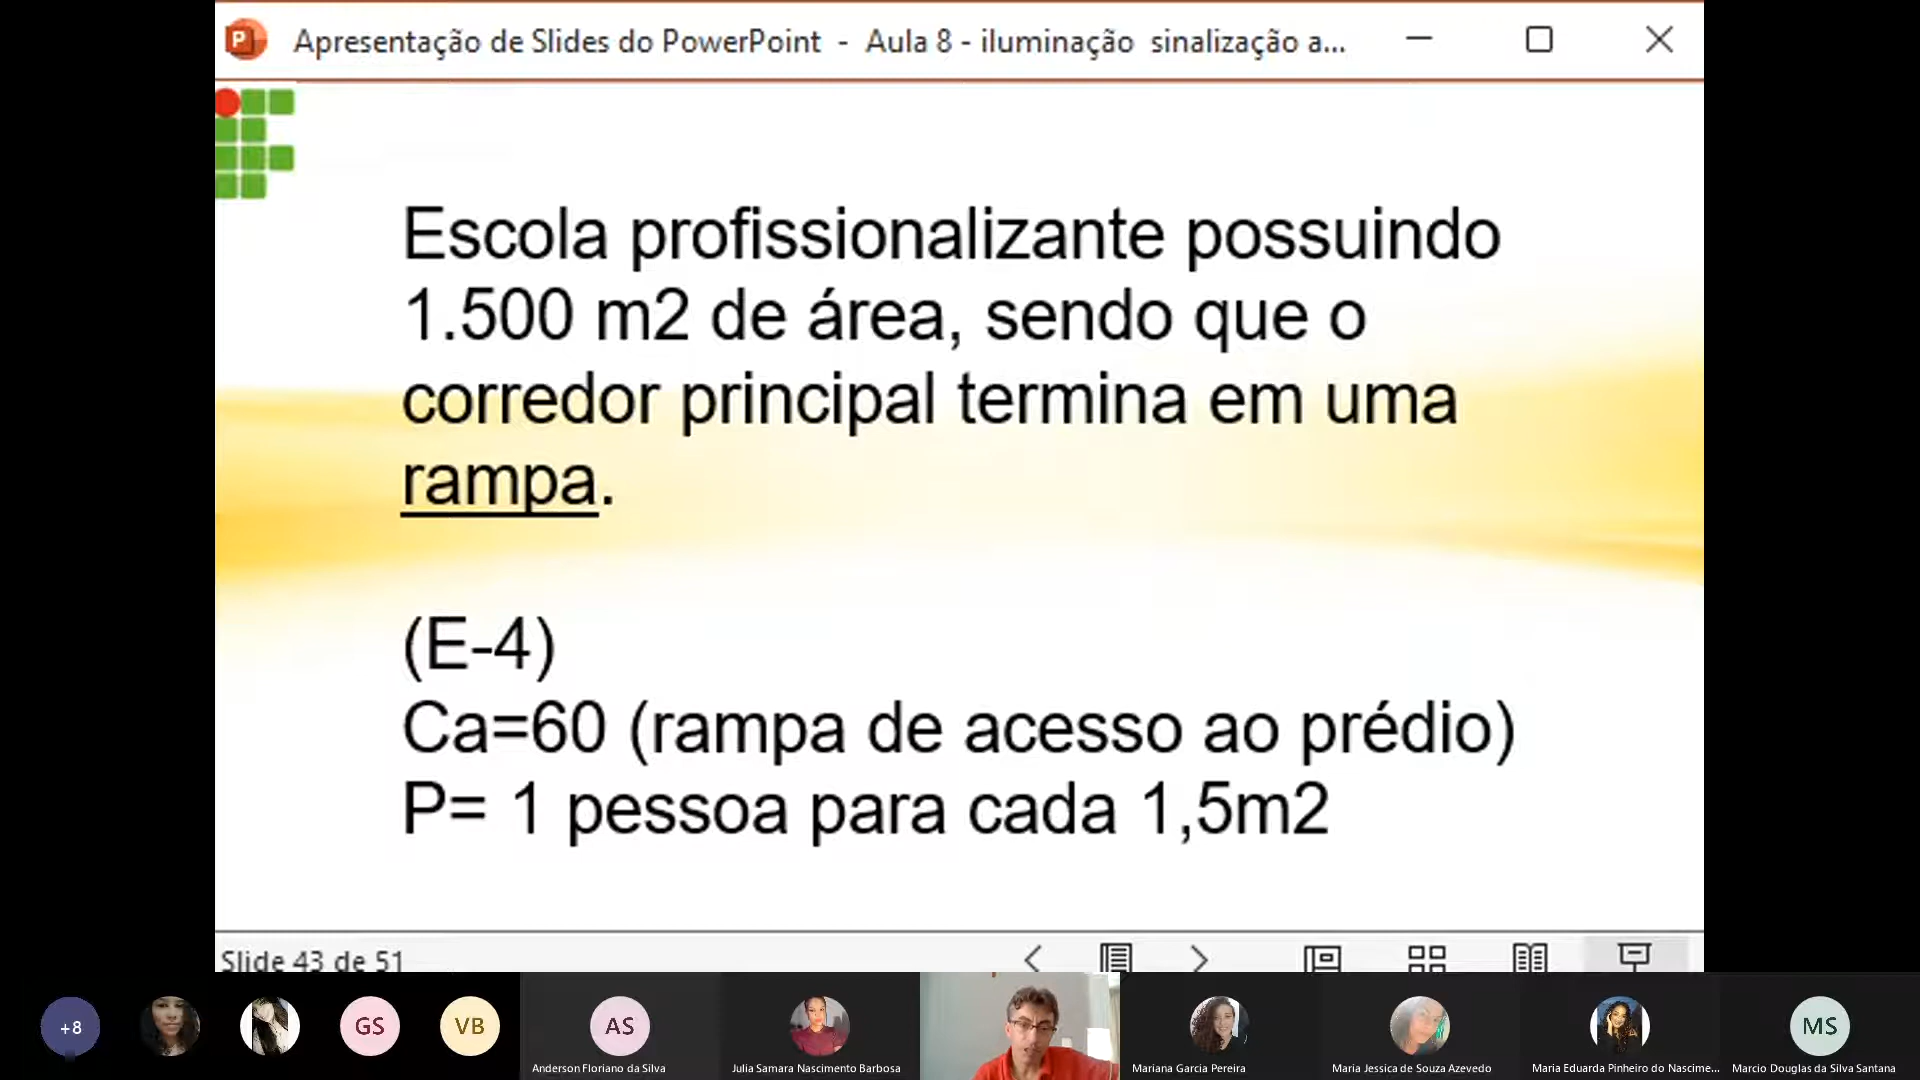 Apresentação de Slides do PowerPoint - Aula 8 - iluminação sinalização a...
Escola profissionalizante possuindo
1.500 m2 de área, sendo que o
corredor principal termina em uma
rampa.
(E-4)
Ca=60 (rampa de acesso ao prédio)
P= 1 pessoa para cada 1,5m2
Slide 43 de 51
+8
GS
VB
AS
MS
Anderson Floriano da Silva
Julia Samara Nascimento Barbosa
Mariana Garcia Pereira
Maria Jessica de Souza Azevedo
Maria Eduarda Pinheiro do Nascime...
Marcio Douglas da Silva Santana